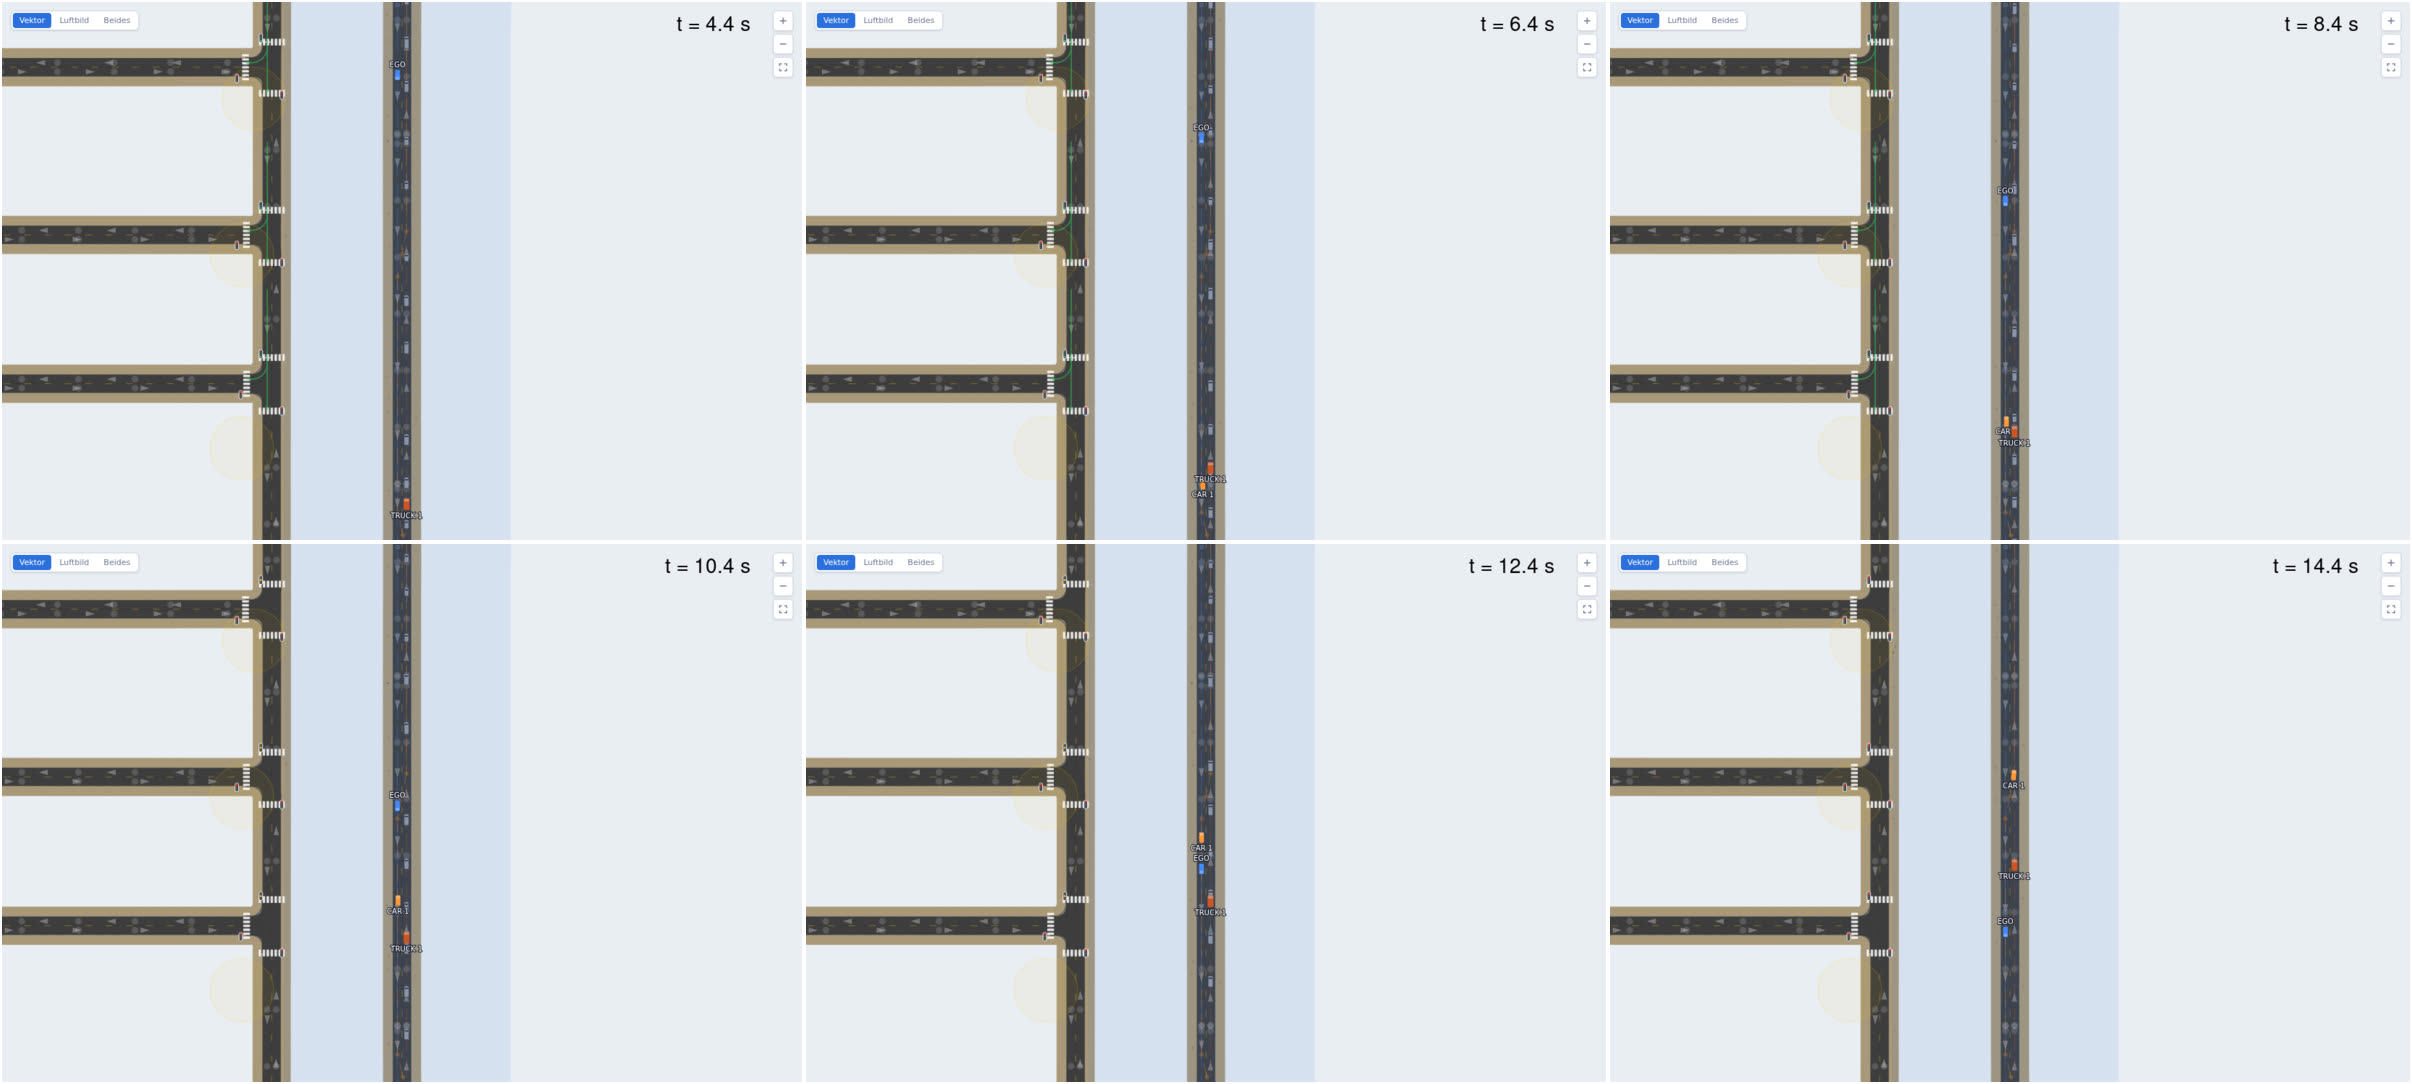 Vektor Luftbild Beides t = 4.4 s +
−
EGO
TRUCK 1
Vektor Luftbild Beides t = 6.4 s +
−
EGO
TRUCK 1
CAR 1
Vektor Luftbild Beides t = 8.4 s +
−
EGO
CAR
TRUCK 1
Vektor Luftbild Beides t = 10.4 s +
−
EGO
CAR 1
TRUCK 1
Vektor Luftbild Beides t = 12.4 s +
−
CAR 1
EGO
TRUCK 1
Vektor Luftbild Beides t = 14.4 s +
−
CAR 1
TRUCK 1
EGO